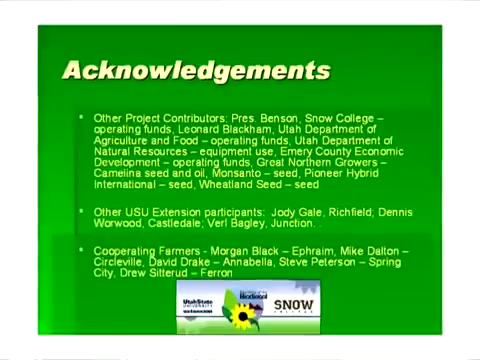 Acknowledgements
Other Project Contributors: Pres. Benson, Snow College –
operating funds, Leonard Blackham, Utah Department of
Agriculture and Food – operating funds, Utah Department of
Natural Resources – equipment use, Emery County Economic
Development – operating funds, Great Northern Growers –
Camelina seed and oil, Monsanto – seed, Pioneer Hybrid
International – seed, Wheatland Seed – seed
Other USU Extension participants: Jody Gale, Richfield; Dennis
Worwood, Castledale; Verl Bagley, Junction.
Cooperating Farmers - Morgan Black – Ephraim, Mike Dalton –
Circleville, David Drake – Annabella, Steve Peterson – Spring
City, Drew Sitterud – Ferron
UtahState
UNIVERSITY
Biodiesel
SNOW
COLLEGE